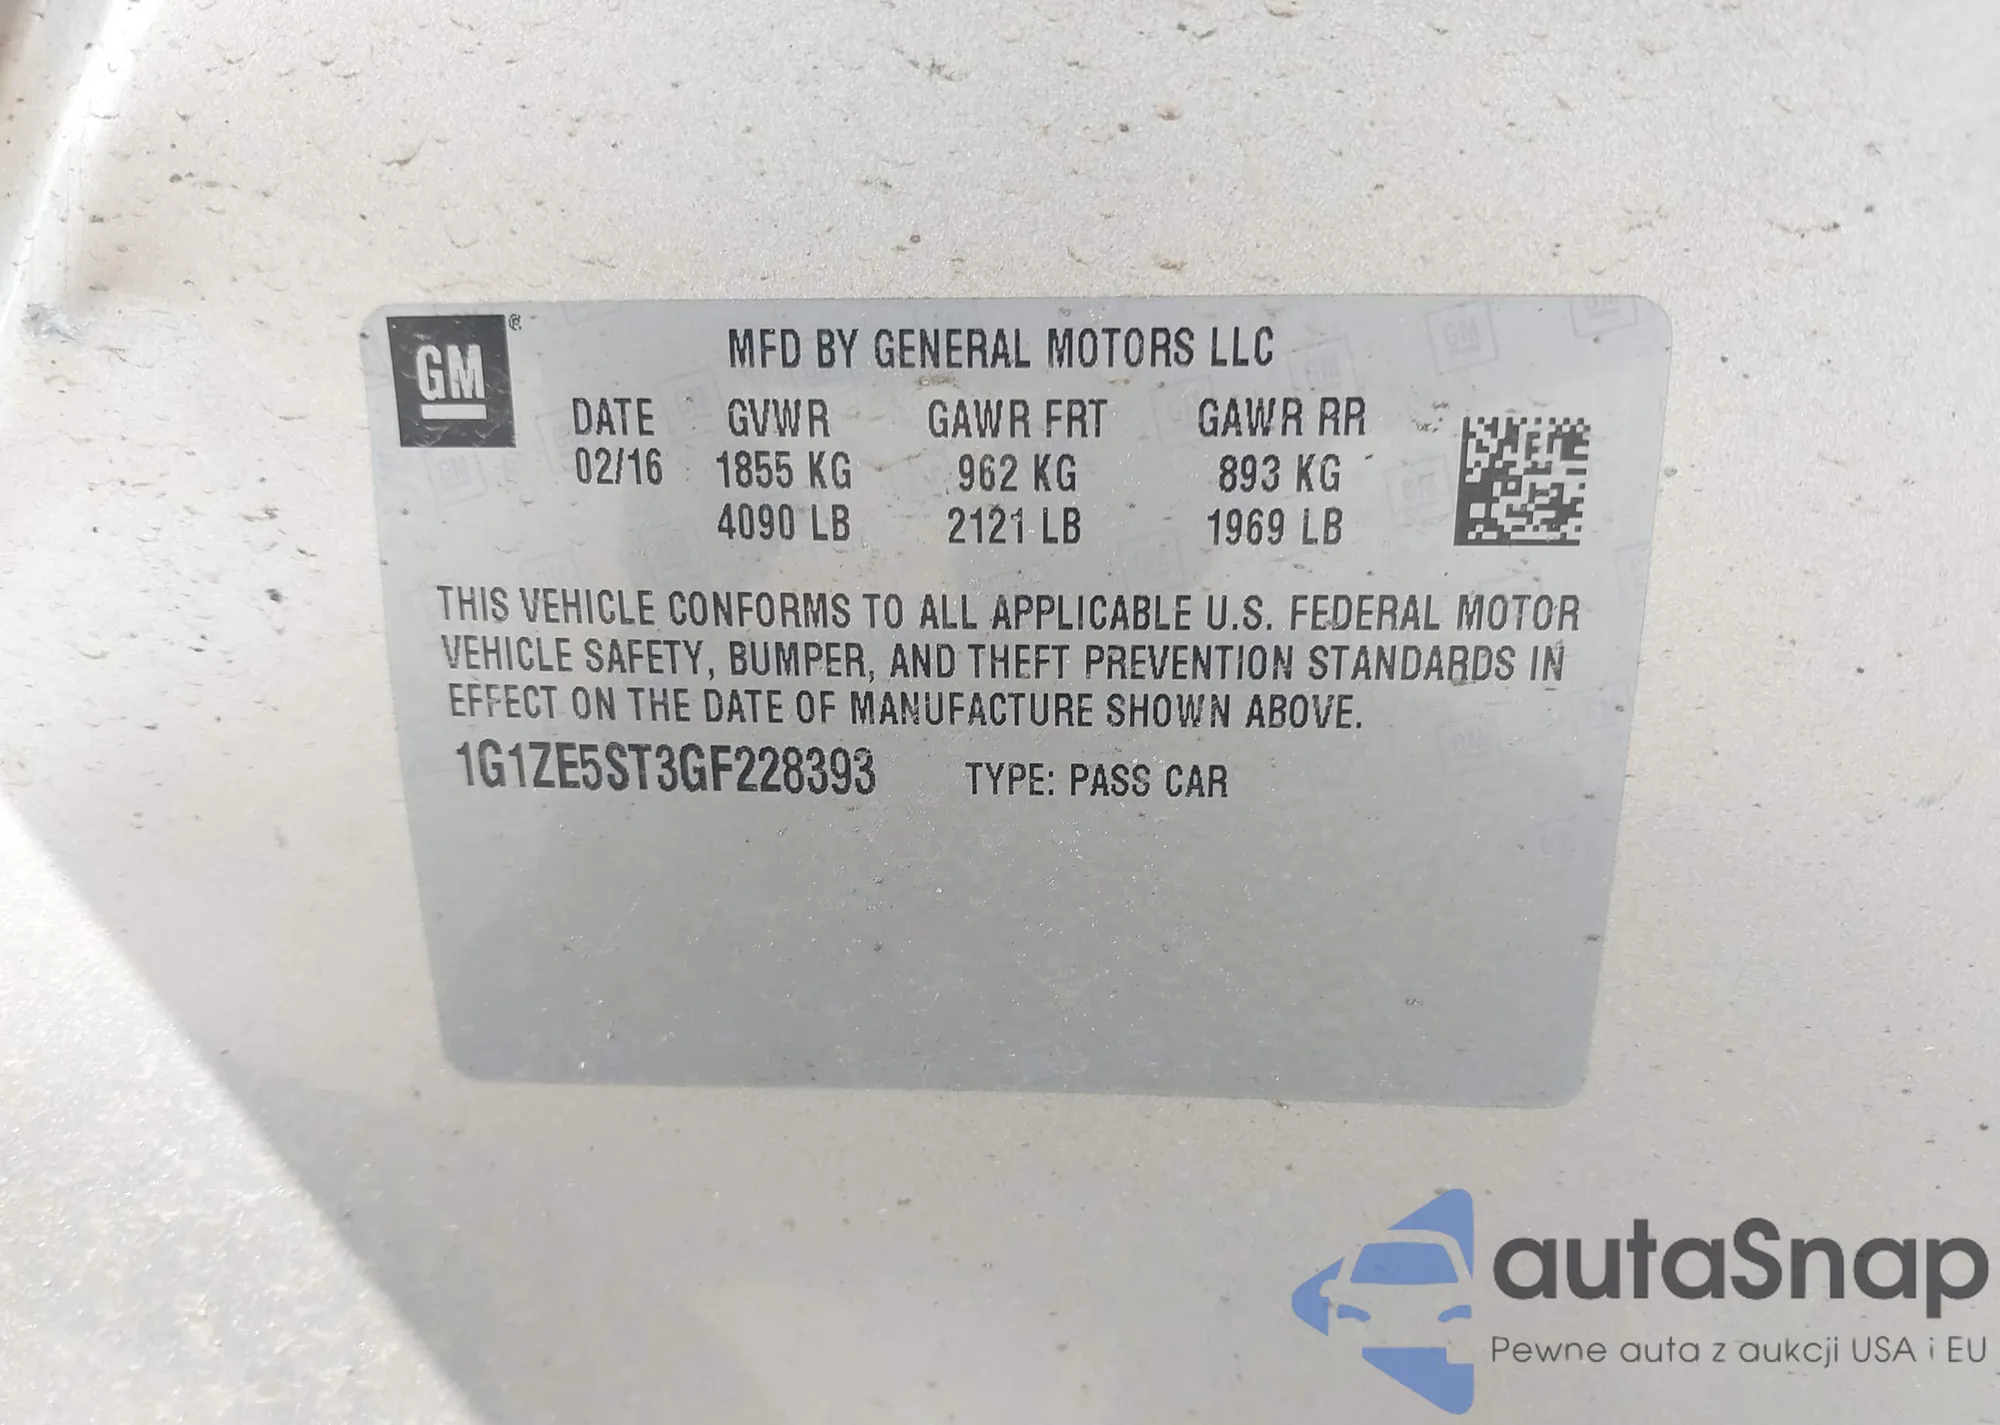 GM ®
MFD BY GENERAL MOTORS LLC
DATE GVWR GAWR FRT GAWR RR
02/16 1855 KG 962 KG 893 KG
4090 LB 2121 LB 1969 LB
THIS VEHICLE CONFORMS TO ALL APPLICABLE U.S. FEDERAL MOTOR
VEHICLE SAFETY, BUMPER, AND THEFT PREVENTION STANDARDS IN
EFFECT ON THE DATE OF MANUFACTURE SHOWN ABOVE.
1G1ZE5ST3GF228393 TYPE: PASS CAR
autaSnap
Pewne auta z aukcji USA i EU